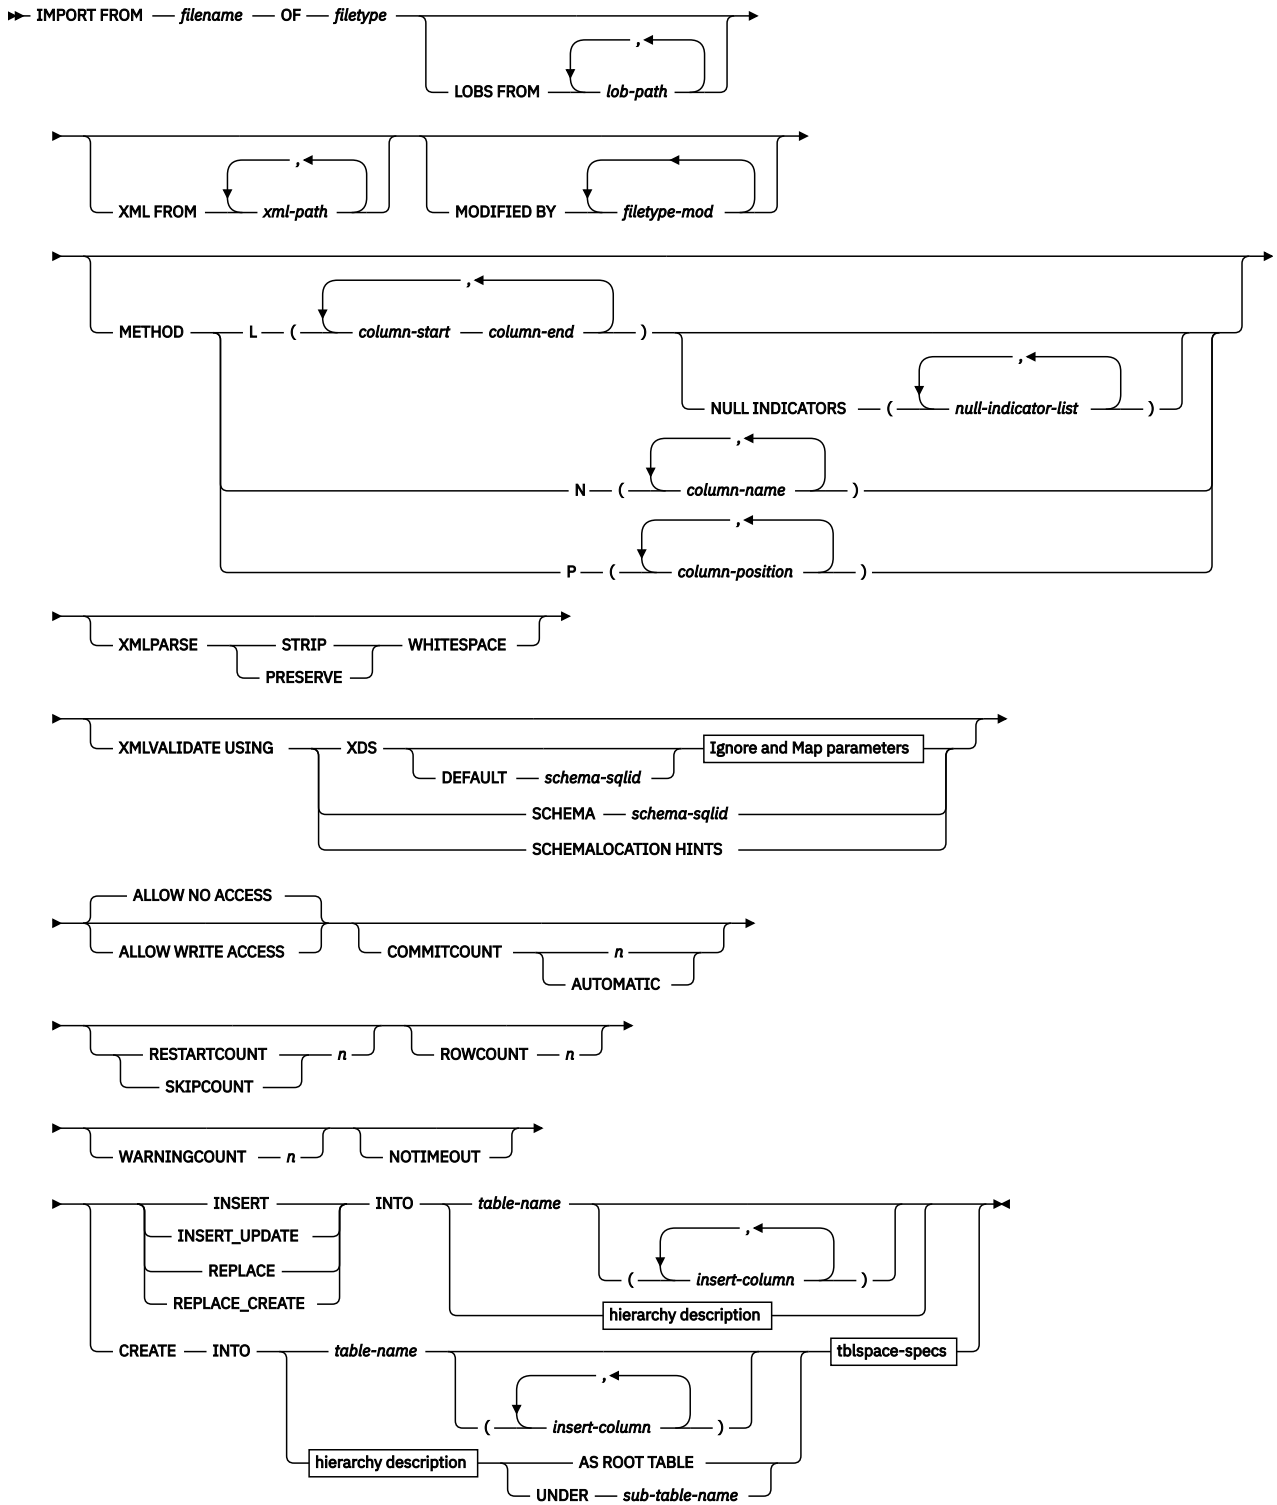 IMPORT FROM filename OF filetype
,
LOBS FROM lob-path
, 
XML FROM xml-path MODIFIED BY filetype-mod
,
METHOD L ( column-start column-end )
,
NULL INDICATORS ( null-indicator-list )
,
N ( column-name )
,
P ( column-position )
XMLPARSE STRIP WHITESPACE
PRESERVE
XMLVALIDATE USING XDS Ignore and Map parameters
DEFAULT schema-sqlid
SCHEMA schema-sqlid
SCHEMALOCATION HINTS
ALLOW NO ACCESS
ALLOW WRITE ACCESS COMMITCOUNT n
AUTOMATIC
RESTARTCOUNT n ROWCOUNT n
SKIPCOUNT
WARNINGCOUNT n NOTIMEOUT
INSERT INTO table-name
INSERT_UPDATE ,
REPLACE ( insert-column )
REPLACE_CREATE hierarchy description
CREATE INTO table-name tblspace-specs
,
( insert-column )
hierarchy description AS ROOT TABLE
UNDER sub-table-name